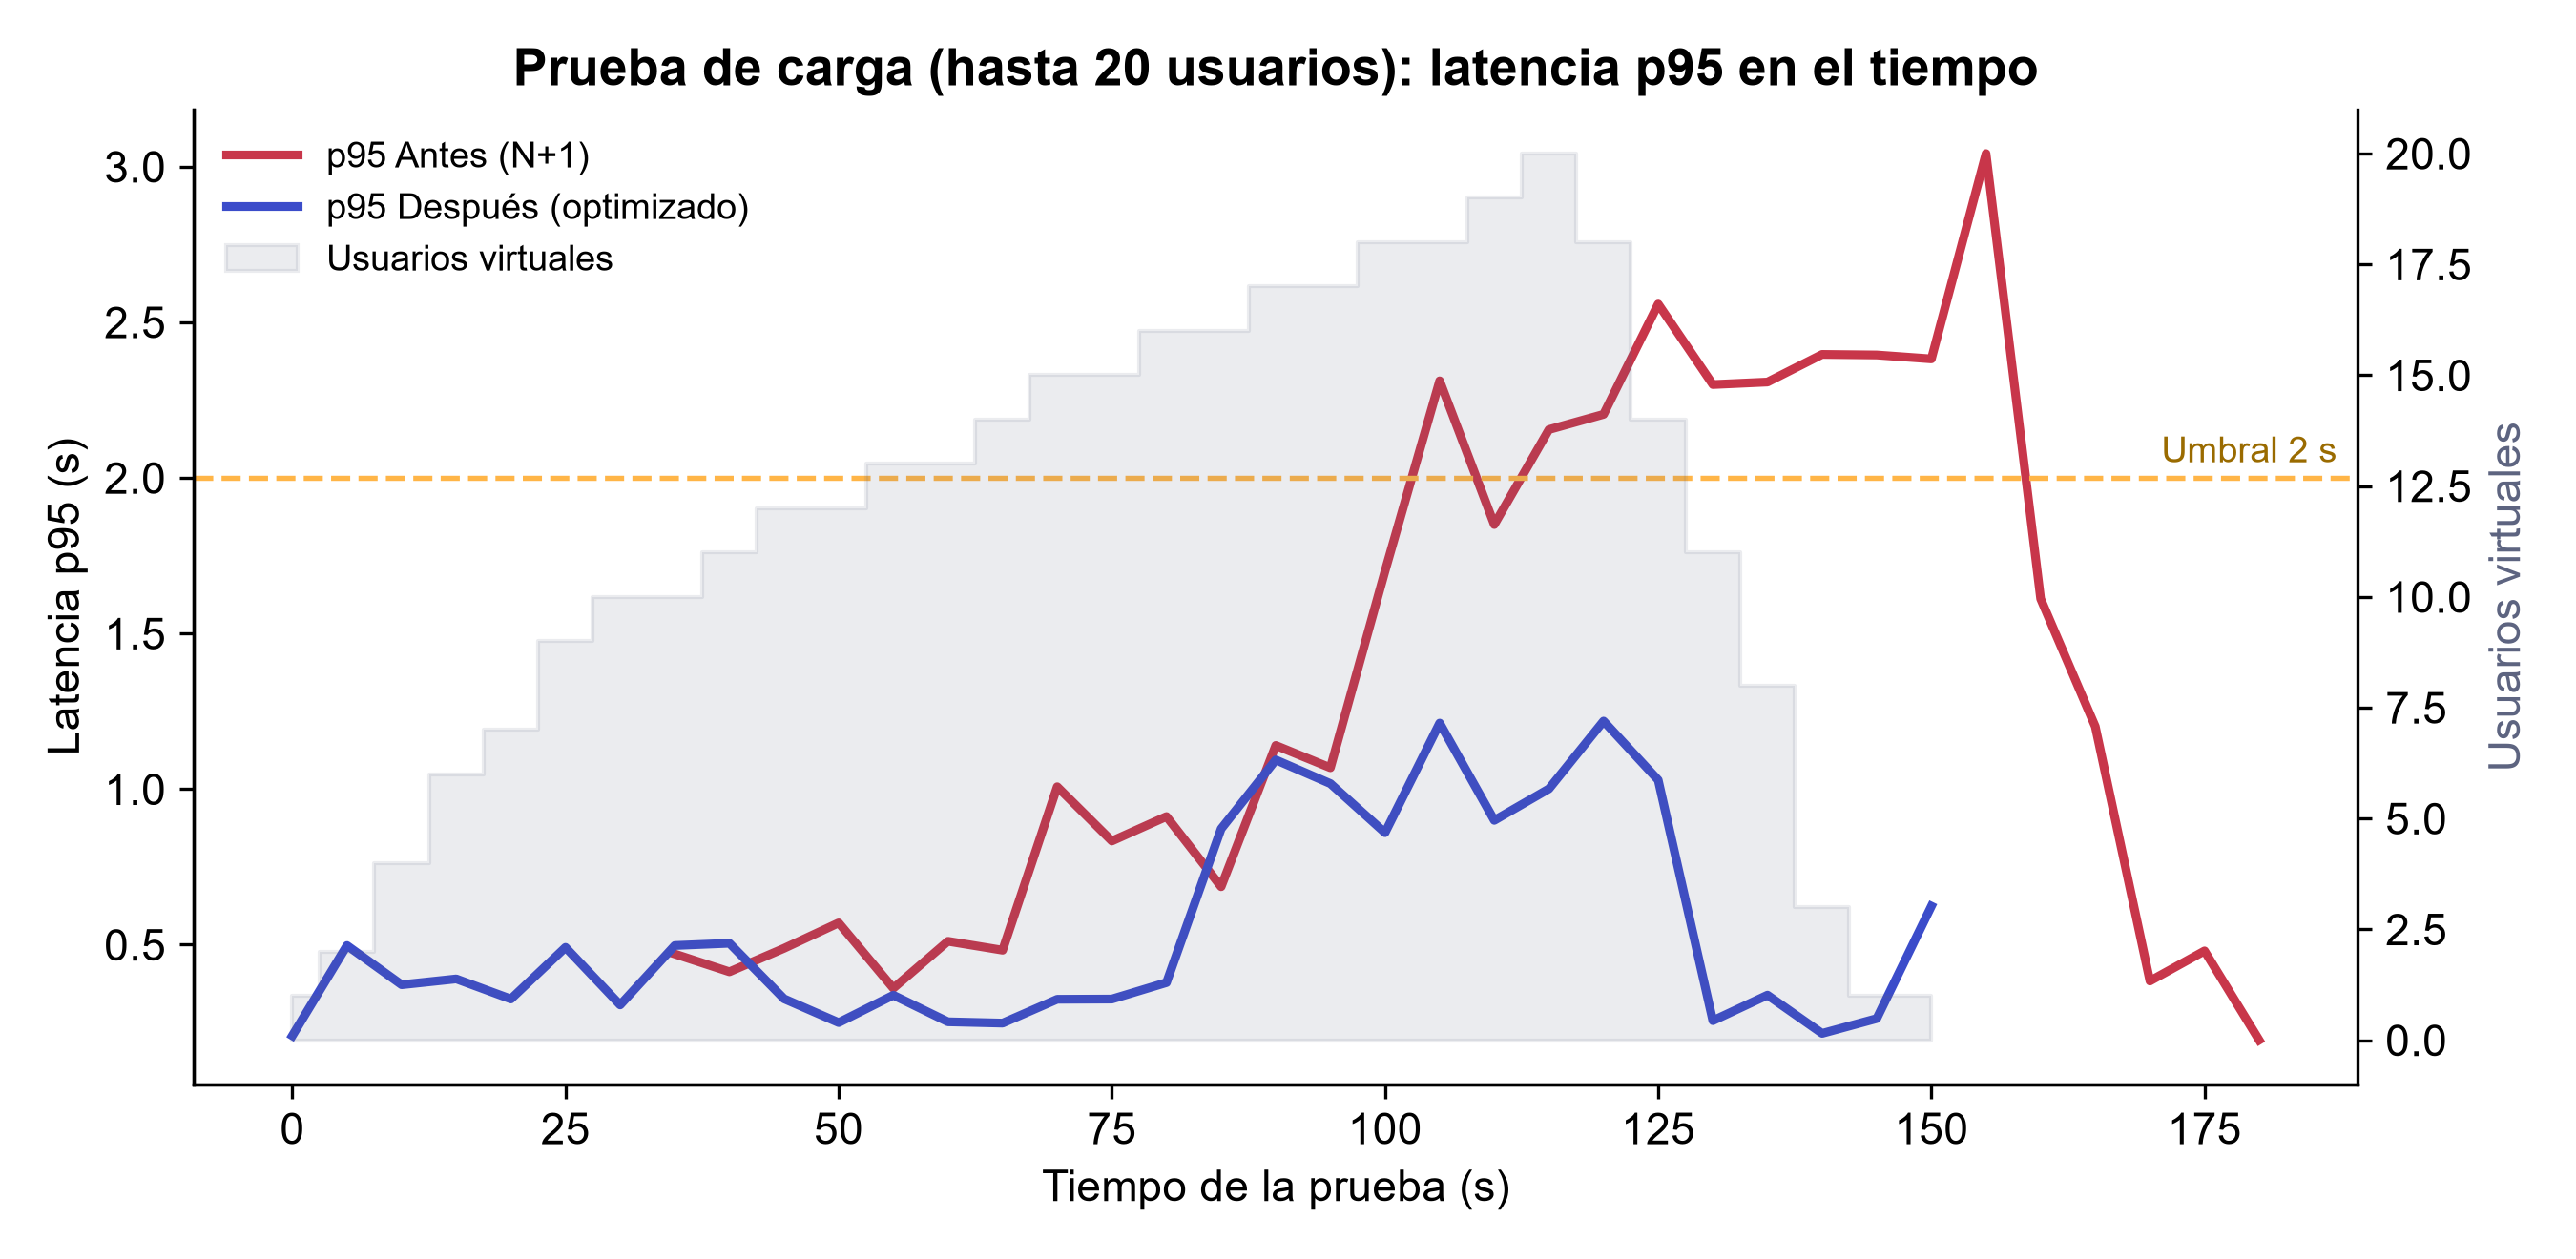 Prueba de carga (hasta 20 usuarios): latencia p95 en el tiempo
p95 Antes (N+1)
p95 Después (optimizado)
Usuarios virtuales
Latencia p95 (s)
3.0
2.5
2.0
1.5
1.0
0.5
Umbral 2 s
20.0
17.5
15.0
12.5
10.0
7.5
5.0
2.5
0.0
Usuarios virtuales
0 25 50 75 100 125 150 175
Tiempo de la prueba (s)